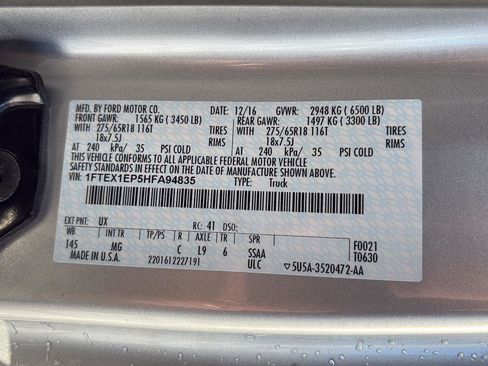 MFD. BY FORD MOTOR CO. DATE: 12/16 GVWR: 2948 KG ( 6500 LB)
FRONT GAWR: 1565 KG ( 3450 LB) REAR GAWR: 1497 KG ( 3300 LB)
WITH 275/65R18 116T TIRES WITH 275/65R18 116T TIRES
18x7.5J RIMS 18x7.5J RIMS
AT 240 kPa/ 35 PSI COLD AT 240 kPa/ 35 PSI COLD
THIS VEHICLE CONFORMS TO ALL APPLICABLE FEDERAL MOTOR VEHICLE
SAFETY STANDARDS IN EFFECT ON THE DATE OF MANUFACTURE SHOWN ABOVE.
VIN: 1FTEX1EP5HFA94835 TYPE: Truck
EXT PNT: UX RC: 41 DSO:
WB INT TR TP/PS R AXLE TR SPR F0021
145 MG C L9 6 SSAA T0630
MADE IN U.S.A. 2201612227191 ULC ▽5U5A-3520472-AA